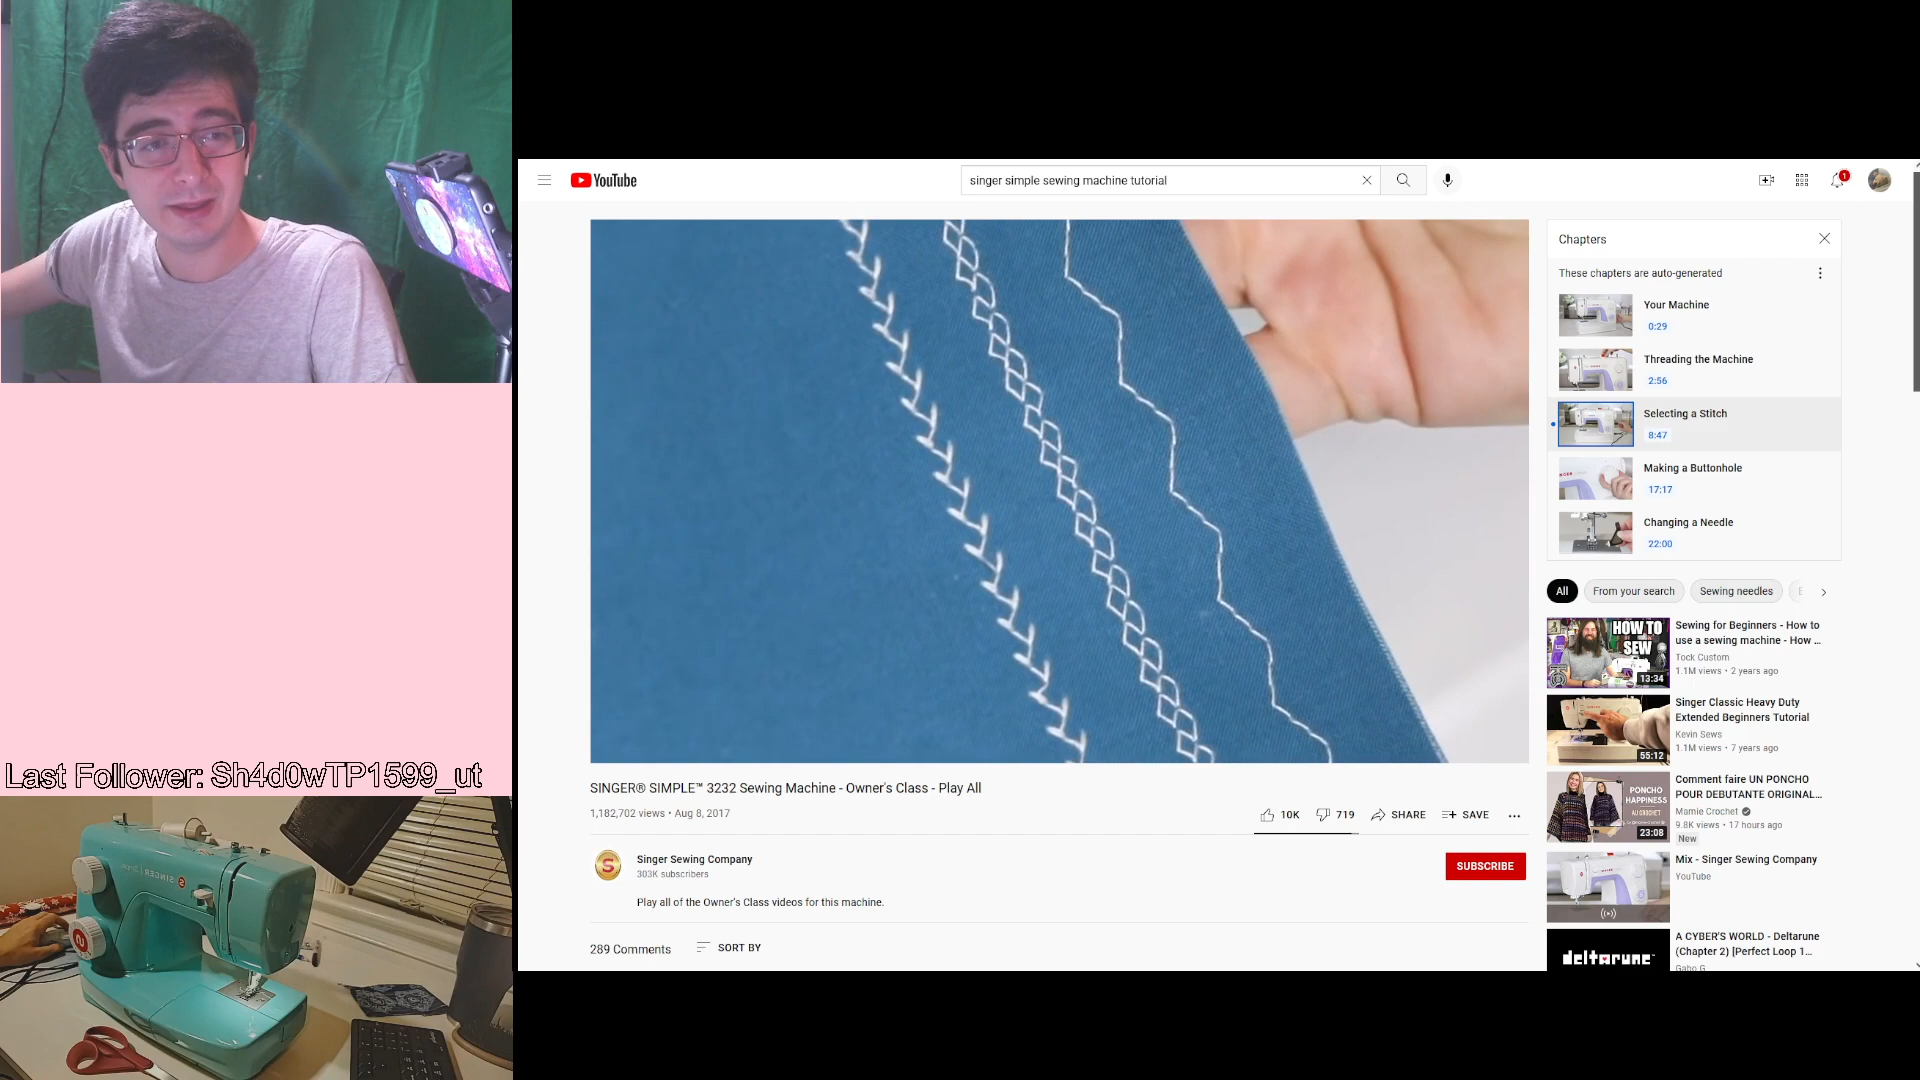 YouTube
singer simple sewing machine tutorial
1
Chapters
These chapters are auto-generated
Your Machine
0:29
Threading the Machine
2:56
Selecting a Stitch
8:47
Making a Buttonhole
17:17
Changing a Needle
22:00
All
From your search
Sewing needles
HOW TO
SEW
13:34
Sewing for Beginners - How to
use a sewing machine - How ...
Tock Custom
1.1M views • 2 years ago
55:12
Singer Classic Heavy Duty
Extended Beginners Tutorial
Kevin Sews
1.1M views • 7 years ago
PONCHO
HAPPINESS
AU CROCHET
23:08
Comment faire UN PONCHO
POUR DEBUTANTE ORIGINAL...
Mamie Crochet
9.8K views • 17 hours ago
New
Mix - Singer Sewing Company
YouTube
deltarune
A CYBER'S WORLD - Deltarune
(Chapter 2) [Perfect Loop 1...
Gabo G
SINGER® SIMPLE™ 3232 Sewing Machine - Owner's Class - Play All
1,182,702 views • Aug 8, 2017
10K
719
SHARE
SAVE
S
Singer Sewing Company
303K subscribers
SUBSCRIBE
Play all of the Owner's Class videos for this machine.
289 Comments
SORT BY
Last Follower: Sh4d0wTP1599_ut
SINGER